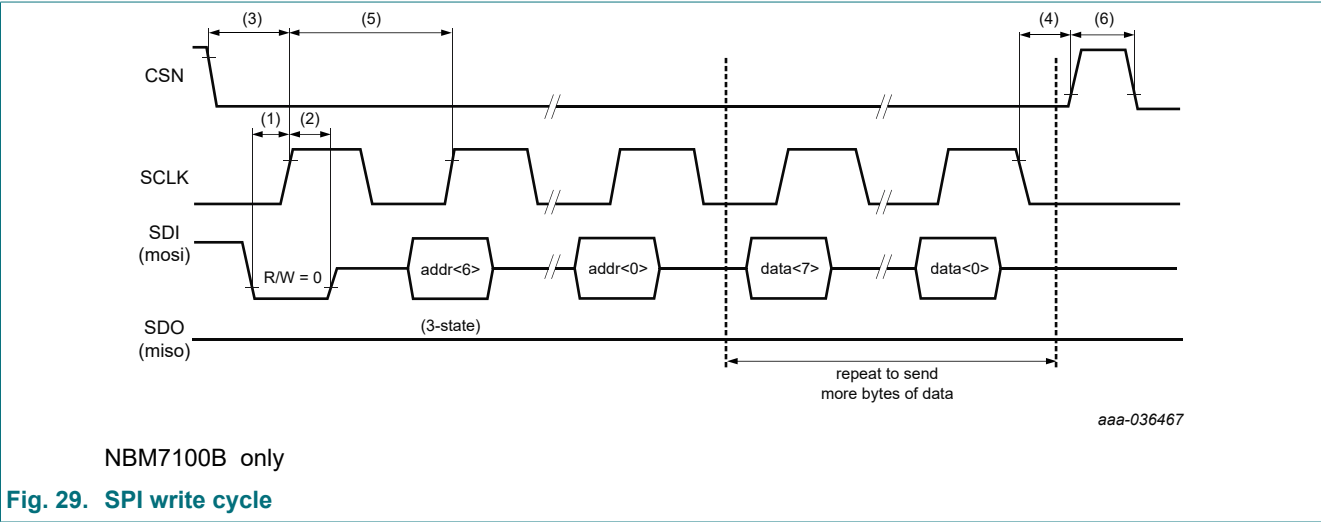 (3) (5) (4) (6)
CSN
(1) (2)
SCLK
SDI
(mosi)
R/W = 0 addr<6> addr<0> data<7> data<0>
SDO
(miso)
(3-state)
repeat to send
more bytes of data
aaa-036467
NBM7100B only
Fig. 29. SPI write cycle